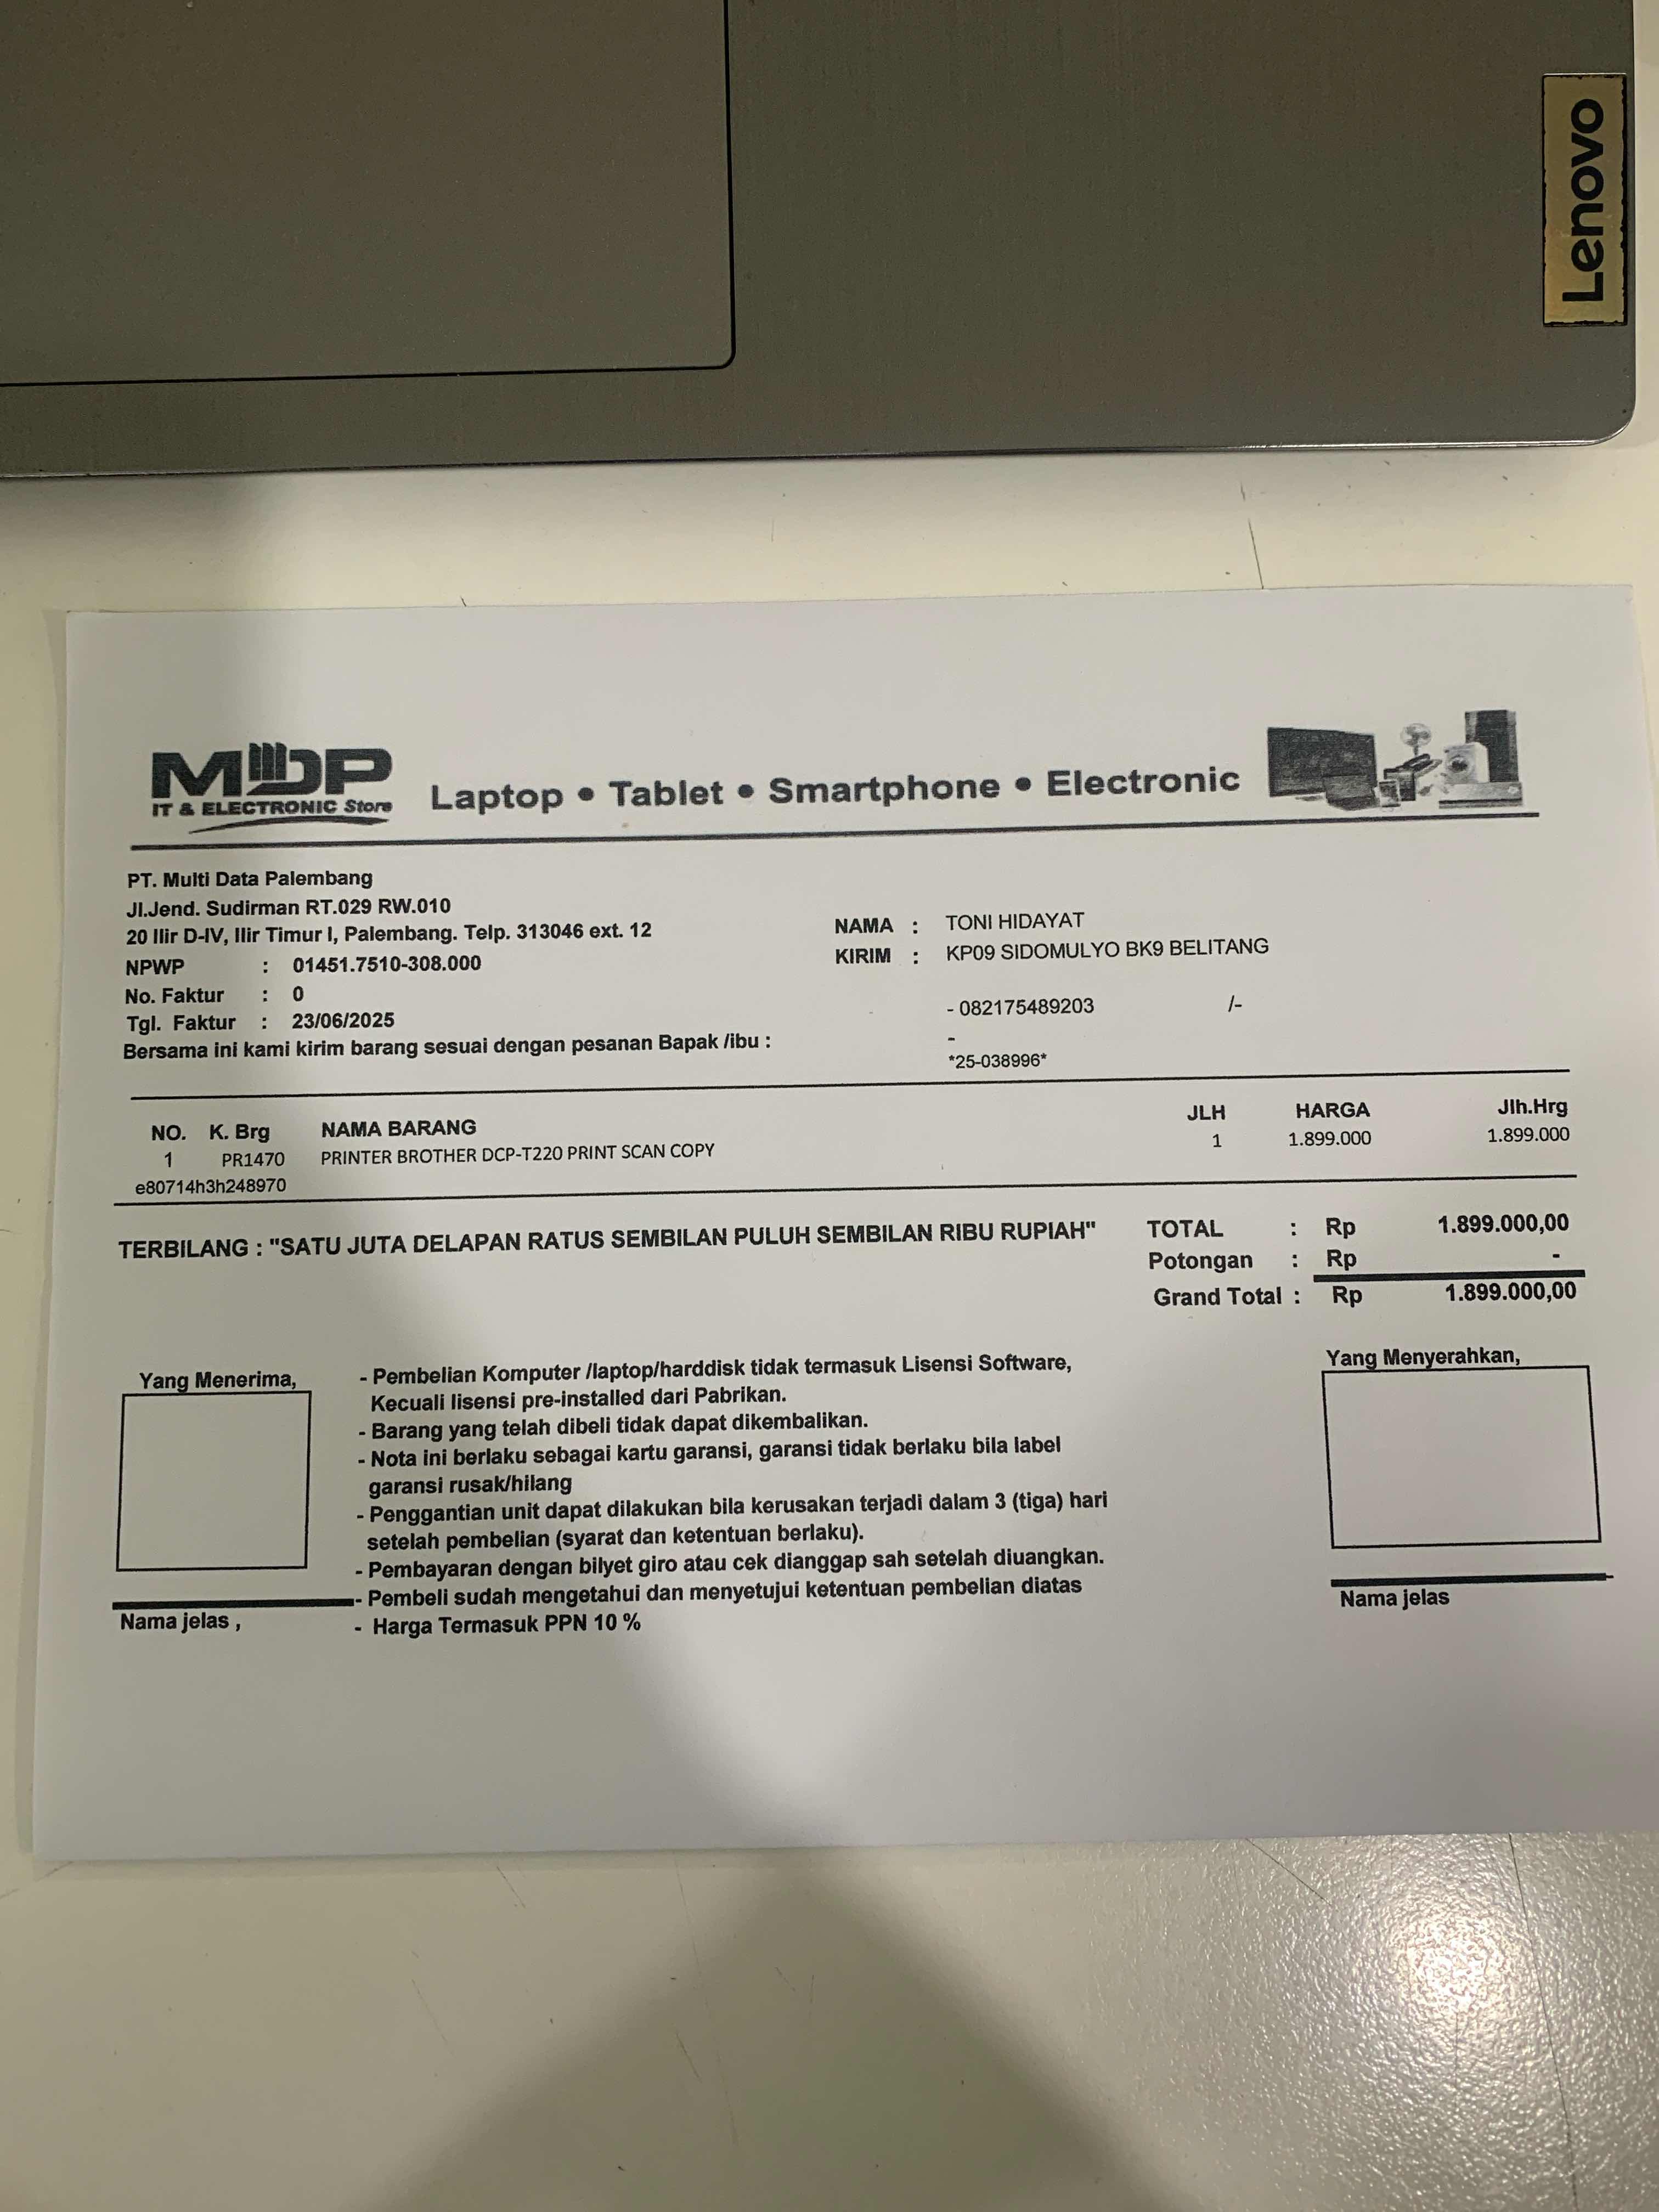 Lenovo
MDP
IT & ELECTRONIC Store
Laptop • Tablet • Smartphone • Electronic
PT. Multi Data Palembang
Jl.Jend. Sudirman RT.029 RW.010
20 Ilir D-IV, Ilir Timur I, Palembang. Telp. 313046 ext. 12
NPWP : 01451.7510-308.000
No. Faktur : 0
Tgl. Faktur : 23/06/2025
Bersama ini kami kirim barang sesuai dengan pesanan Bapak /ibu :
NAMA : TONI HIDAYAT
KIRIM : KP09 SIDOMULYO BK9 BELITANG
- 082175489203 /-
-
*25-038996*
NO. K. Brg NAMA BARANG JLH HARGA Jlh.Hrg
1 PR1470 PRINTER BROTHER DCP-T220 PRINT SCAN COPY 1 1.899.000 1.899.000
e80714h3h248970
TERBILANG : "SATU JUTA DELAPAN RATUS SEMBILAN PULUH SEMBILAN RIBU RUPIAH"
TOTAL : Rp 1.899.000,00
Potongan : Rp -
Grand Total : Rp 1.899.000,00
Yang Menerima,
Nama jelas ,
- Pembelian Komputer /laptop/harddisk tidak termasuk Lisensi Software,
Kecuali lisensi pre-installed dari Pabrikan.
- Barang yang telah dibeli tidak dapat dikembalikan.
- Nota ini berlaku sebagai kartu garansi, garansi tidak berlaku bila label
garansi rusak/hilang
- Penggantian unit dapat dilakukan bila kerusakan terjadi dalam 3 (tiga) hari
setelah pembelian (syarat dan ketentuan berlaku).
- Pembayaran dengan bilyet giro atau cek dianggap sah setelah diuangkan.
- Pembeli sudah mengetahui dan menyetujui ketentuan pembelian diatas
- Harga Termasuk PPN 10 %
Yang Menyerahkan,
Nama jelas